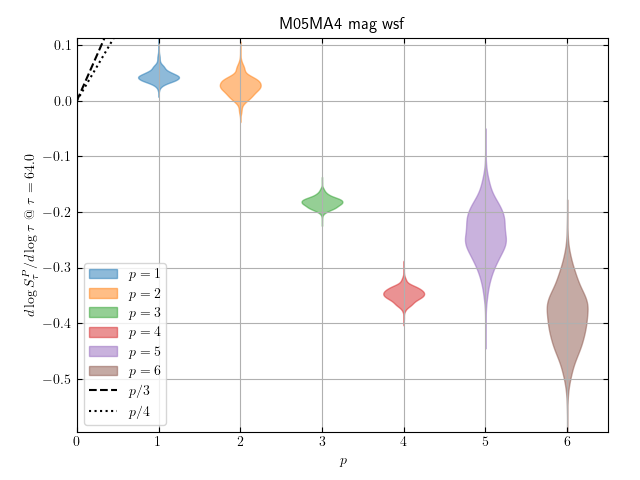 M05MA4 mag wsf
0.1
0.0
−0.1
−0.2
−0.3
−0.4
−0.5
d log S_τ^P / d log τ @ τ = 64.0
p = 1
p = 2
p = 3
p = 4
p = 5
p = 6
p/3
p/4
0 1 2 3 4 5 6
p